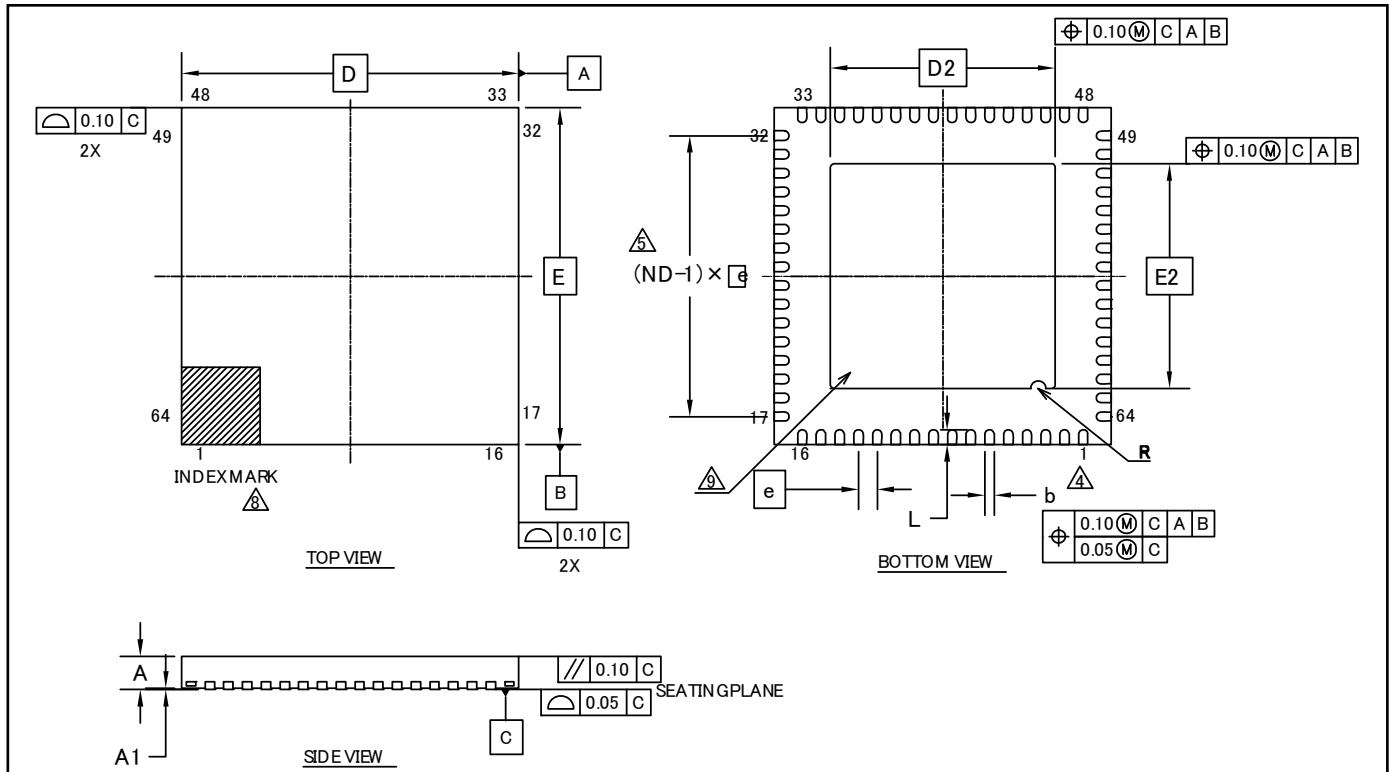 D
A
48
33
⌓ 0.10 C
2X
49
32
E
64
17
1
16
INDEXMARK
8
B
⌓ 0.10 C
2X
TOP VIEW
⌖ 0.10 Ⓜ C A B
D2
33
48
32
49
⌖ 0.10 Ⓜ C A B
5
(ND-1)× e
E2
17
64
16
1
R
9
e
L
b
4
⌖ 0.10 Ⓜ C A B
0.05 Ⓜ C
BOTTOM VIEW
A
// 0.10 C
SEATINGPLANE
⌓ 0.05 C
C
A1
SIDE VIEW